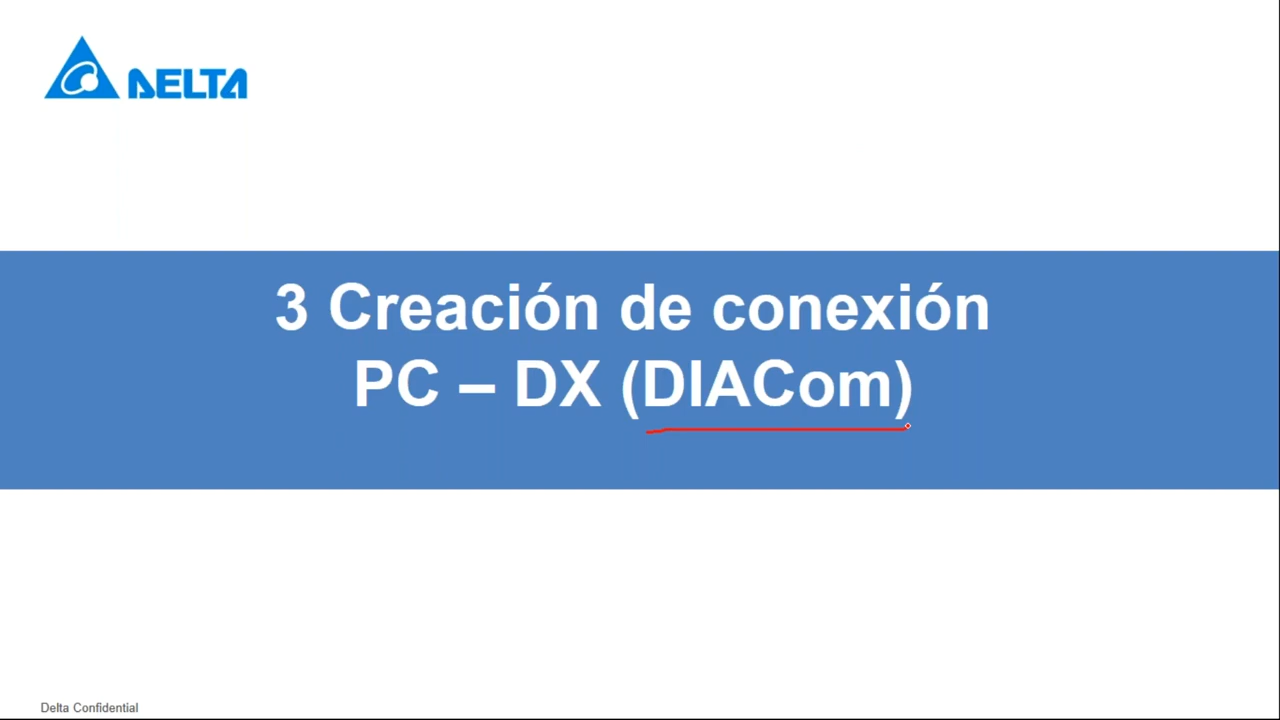 DELTA
3 Creación de conexión
PC – DX (DIACom)
Delta Confidential